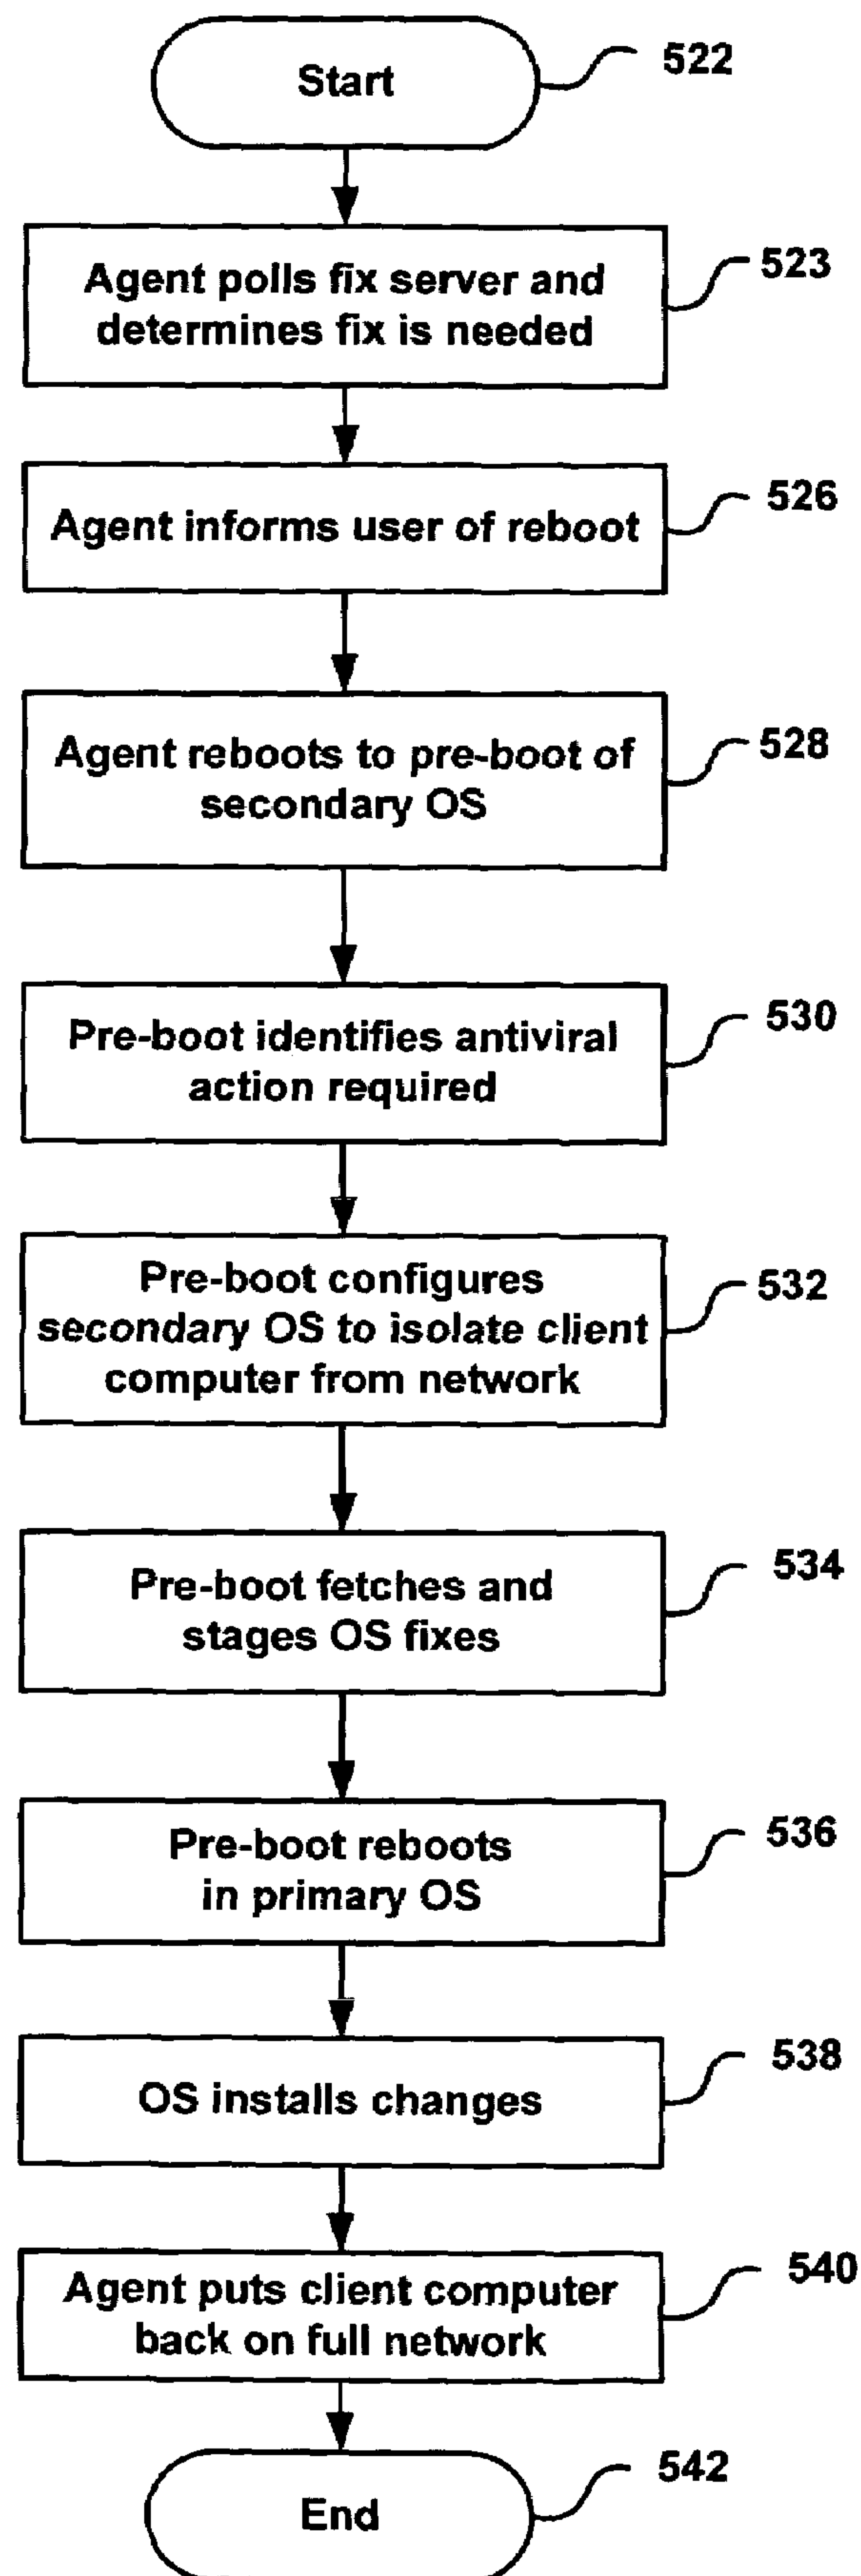 Start
522
Agent polls fix server and
determines fix is needed
523
Agent informs user of reboot
526
Agent reboots to pre-boot of
secondary OS
528
Pre-boot identifies antiviral
action required
530
Pre-boot configures
secondary OS to isolate client
computer from network
532
Pre-boot fetches and
stages OS fixes
534
Pre-boot reboots
in primary OS
536
OS installs changes
538
Agent puts client computer
back on full network
540
End
542